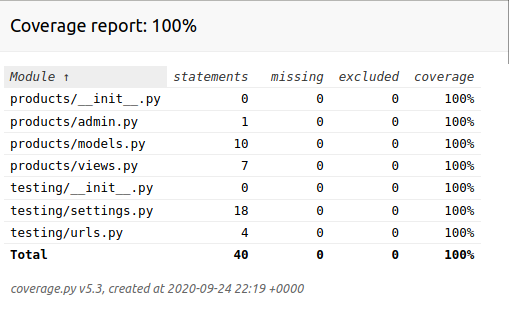 Coverage report: 100%
Module ↑ statements missing excluded coverage
products/__init__.py 0 0 0 100%
products/admin.py 1 0 0 100%
products/models.py 10 0 0 100%
products/views.py 7 0 0 100%
testing/__init__.py 0 0 0 100%
testing/settings.py 18 0 0 100%
testing/urls.py 4 0 0 100%
Total 40 0 0 100%
coverage.py v5.3, created at 2020-09-24 22:19 +0000